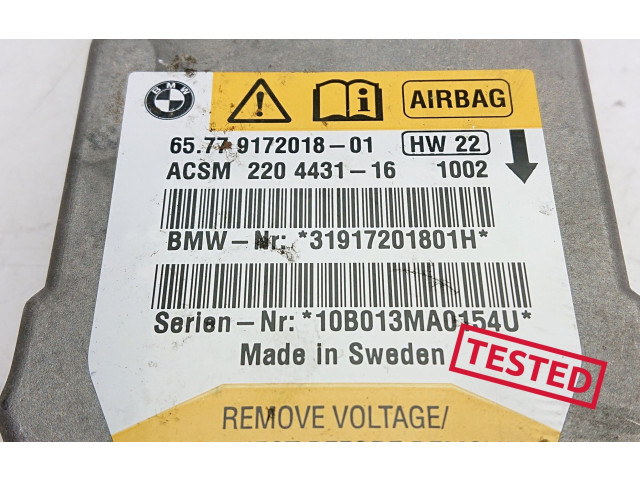 BMW
AIRBAG
65.77 9172018-01 HW 22
ACSM 220 4431-16 1002
BMW-Nr: *31917201801H*
Serien-Nr: *10B013MA0154U*
Made in Sweden
TESTED
REMOVE VOLTAGE/